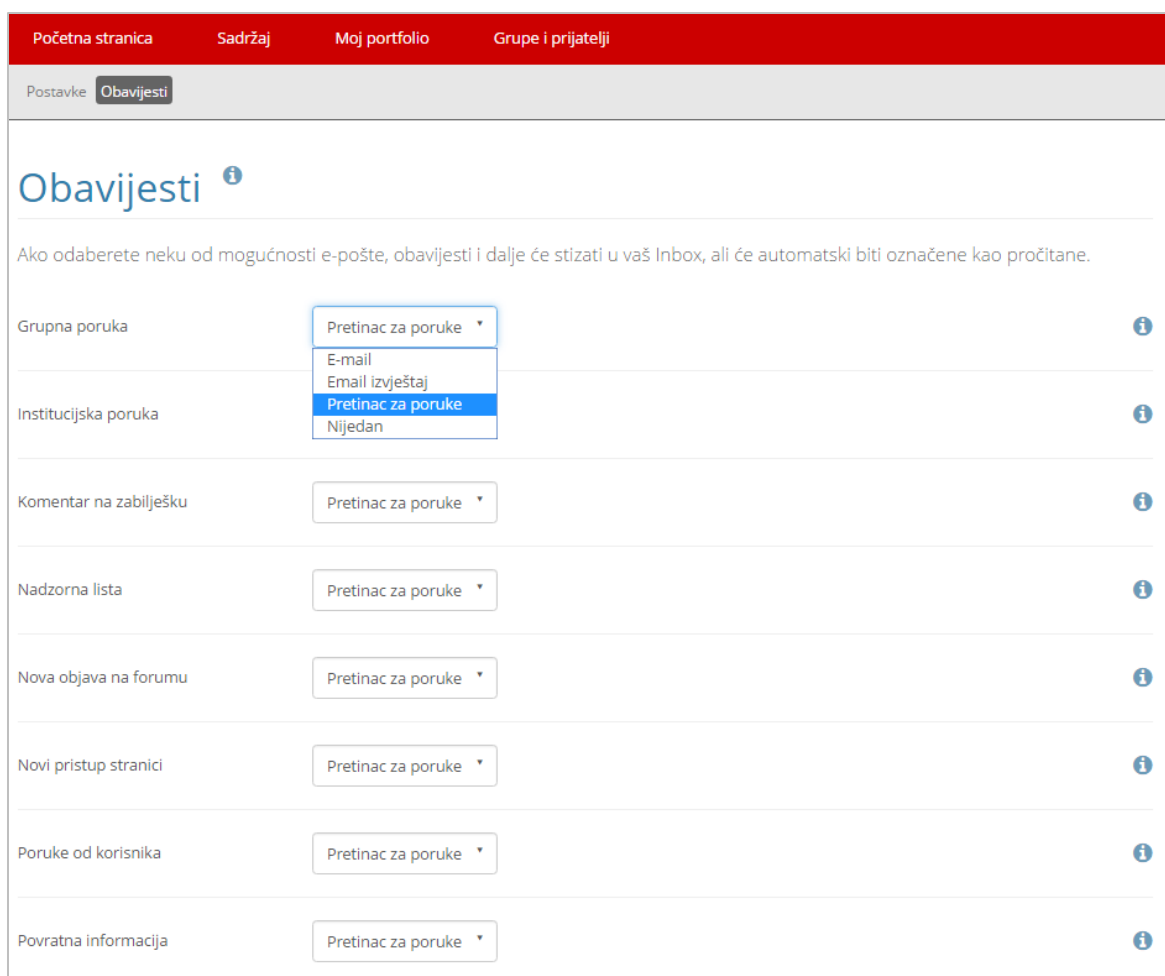 Početna stranica Sadržaj Moj portfolio Grupe i prijatelji
Postavke Obavijesti
Obavijesti
Ako odaberete neku od mogućnosti e-pošte, obavijesti i dalje će stizati u vaš Inbox, ali će automatski biti označene kao pročitane.
Grupna poruka Pretinac za poruke
E-mail
Email izvještaj
Pretinac za poruke
Institucijska poruka
Nijedan
Komentar na zabilješku Pretinac za poruke
Nadzorna lista Pretinac za poruke
Nova objava na forumu Pretinac za poruke
Novi pristup stranici Pretinac za poruke
Poruke od korisnika Pretinac za poruke
Povratna informacija Pretinac za poruke